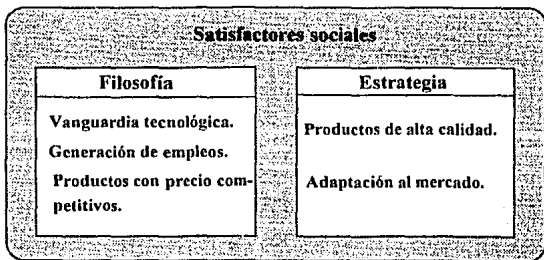 Satisfactores sociales
Filosofía
Vanguardia tecnológica.
Generación de empleos.
Productos con precio com-
petitivos.
Estrategia
Productos de alta calidad.
Adaptación al mercado.